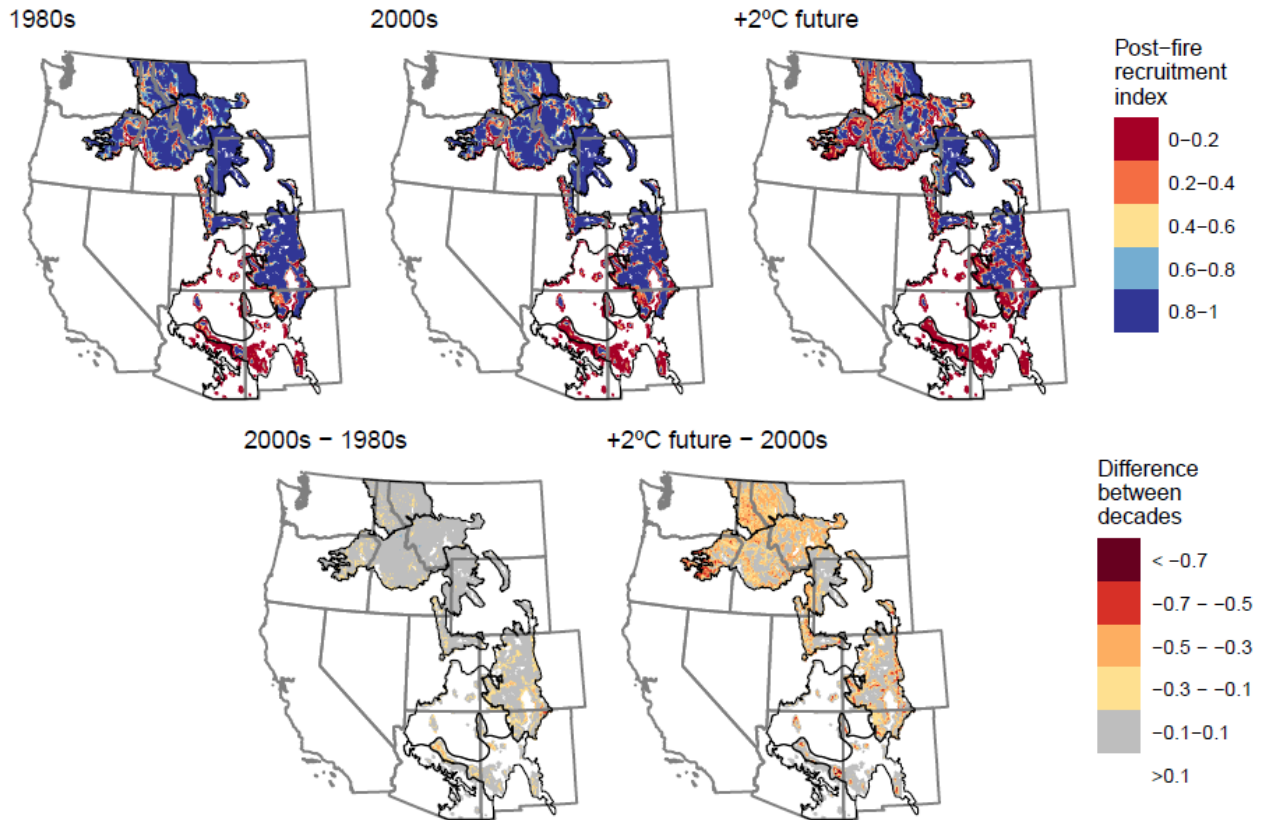 1980s
2000s
+2ºC future
Post−fire
recruitment
index
0−0.2
0.2−0.4
0.4−0.6
0.6−0.8
0.8−1
2000s − 1980s
+2ºC future − 2000s
Difference
between
decades
< −0.7
−0.7 − −0.5
−0.5 − −0.3
−0.3 − −0.1
−0.1−0.1
>0.1